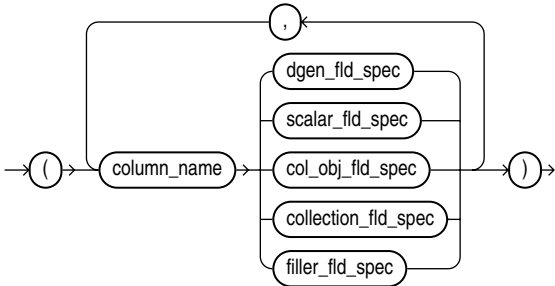 ,
dgen_fld_spec
scalar_fld_spec
( column_name col_obj_fld_spec )
collection_fld_spec
filler_fld_spec